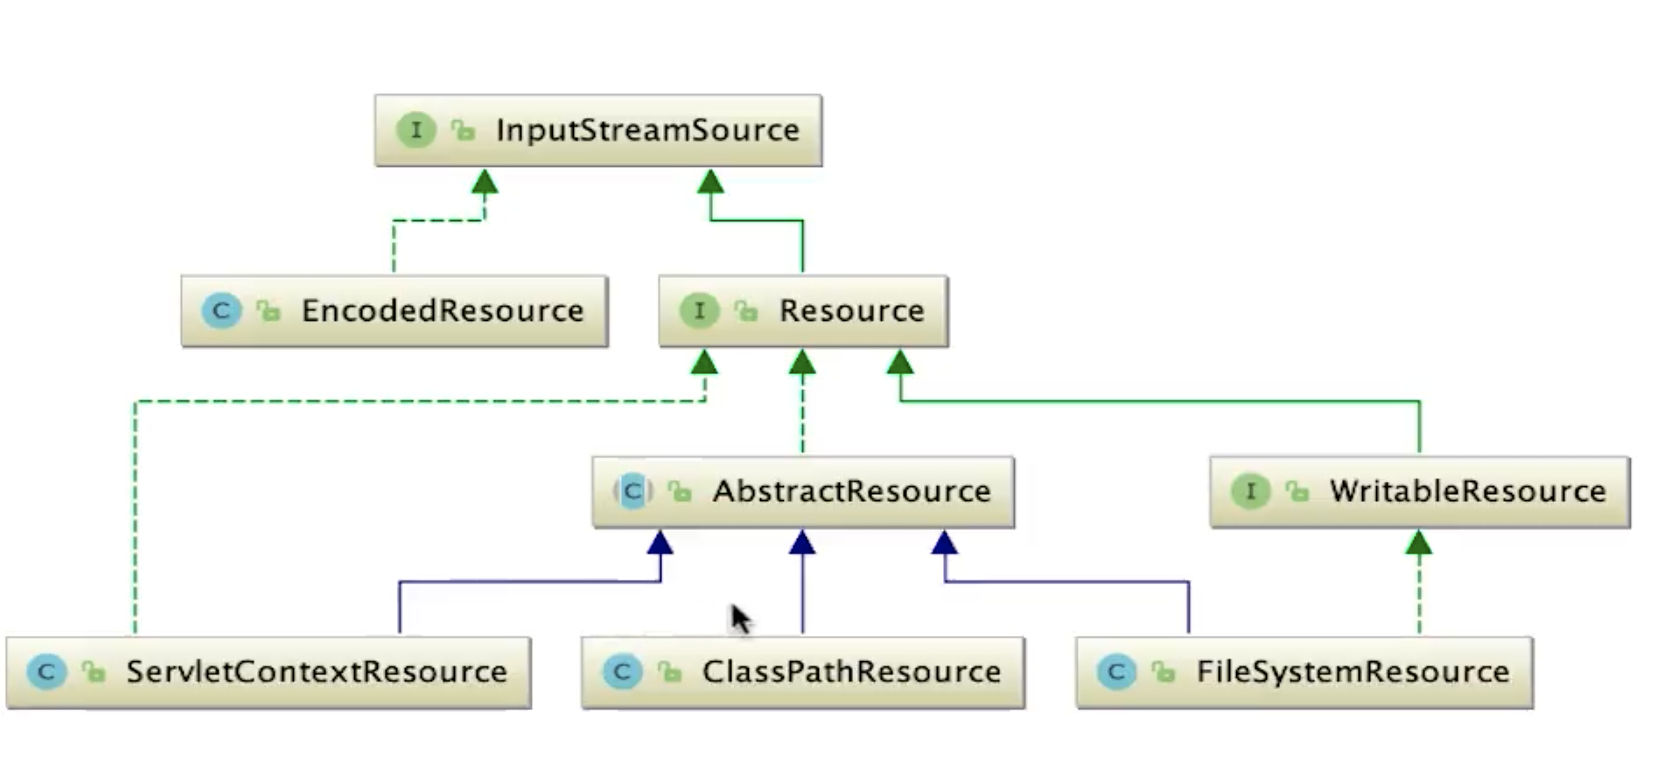 I InputStreamSource
C EncodedResource
I Resource
C AbstractResource
I WritableResource
C ServletContextResource
C ClassPathResource
C FileSystemResource